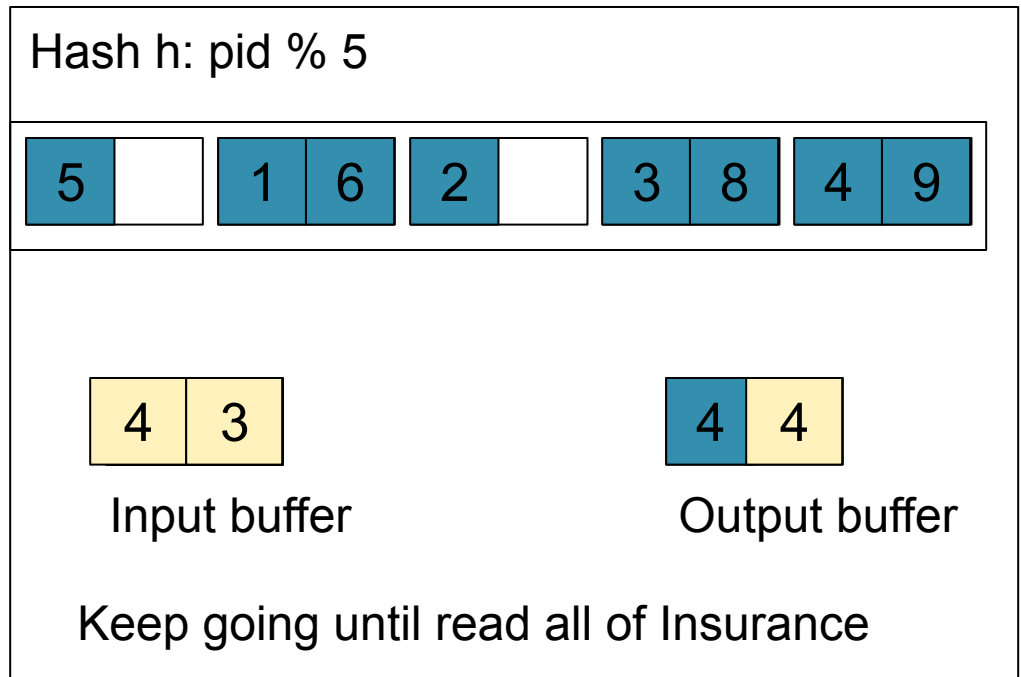 Hash h: pid % 5
5 1 6 2 3 8 4 9
4 3 4 4
Input buffer Output buffer
Keep going until read all of Insurance